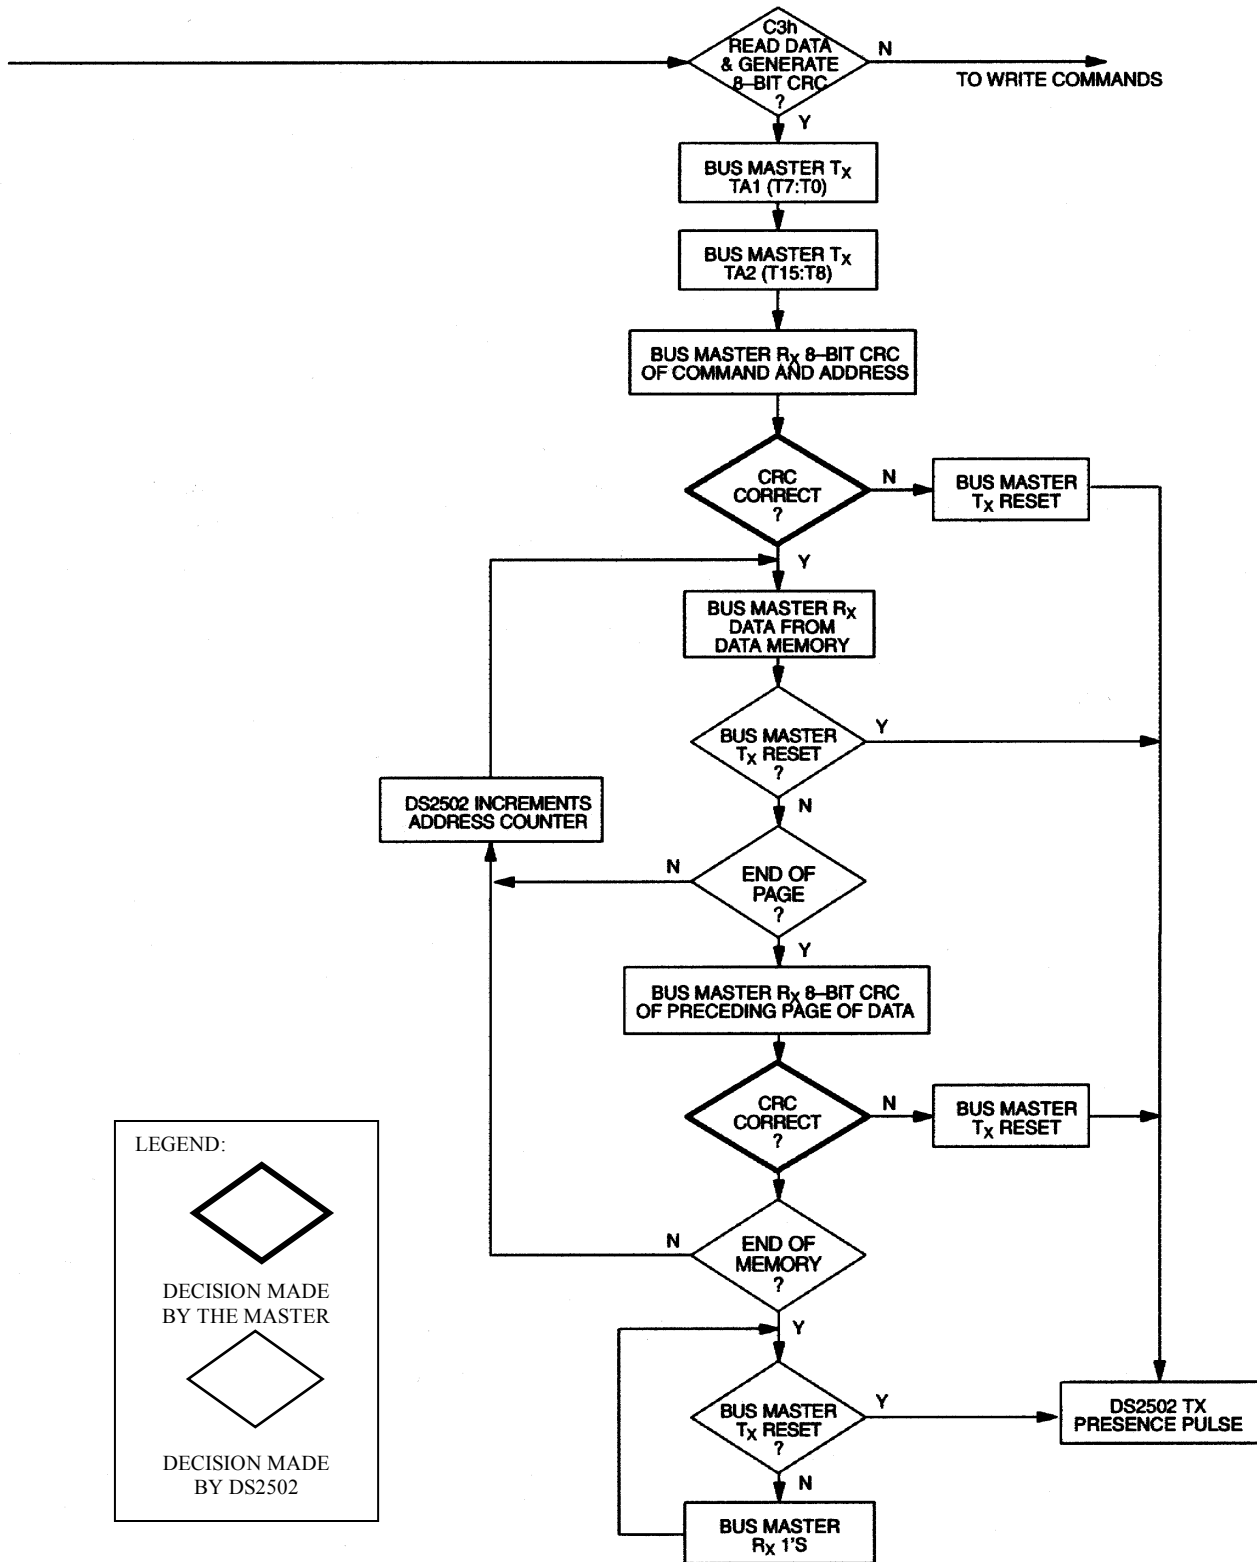 C3h
READ DATA
& GENERATE
8–BIT CRC
?
N
TO WRITE COMMANDS
Y
BUS MASTER TX
TA1 (T7:T0)
BUS MASTER TX
TA2 (T15:T8)
BUS MASTER RX 8–BIT CRC
OF COMMAND AND ADDRESS
CRC
CORRECT
?
N
BUS MASTER
TX RESET
Y
BUS MASTER RX
DATA FROM
DATA MEMORY
BUS MASTER
TX RESET
?
Y
N
DS2502 INCREMENTS
ADDRESS COUNTER
END OF
PAGE
?
N
Y
BUS MASTER RX 8–BIT CRC
OF PRECEDING PAGE OF DATA
CRC
CORRECT
?
N
BUS MASTER
TX RESET
END OF
MEMORY
?
N
Y
BUS MASTER
TX RESET
?
Y
DS2502 TX
PRESENCE PULSE
N
BUS MASTER
RX 1'S
LEGEND:
DECISION MADE
BY THE MASTER
DECISION MADE
BY DS2502